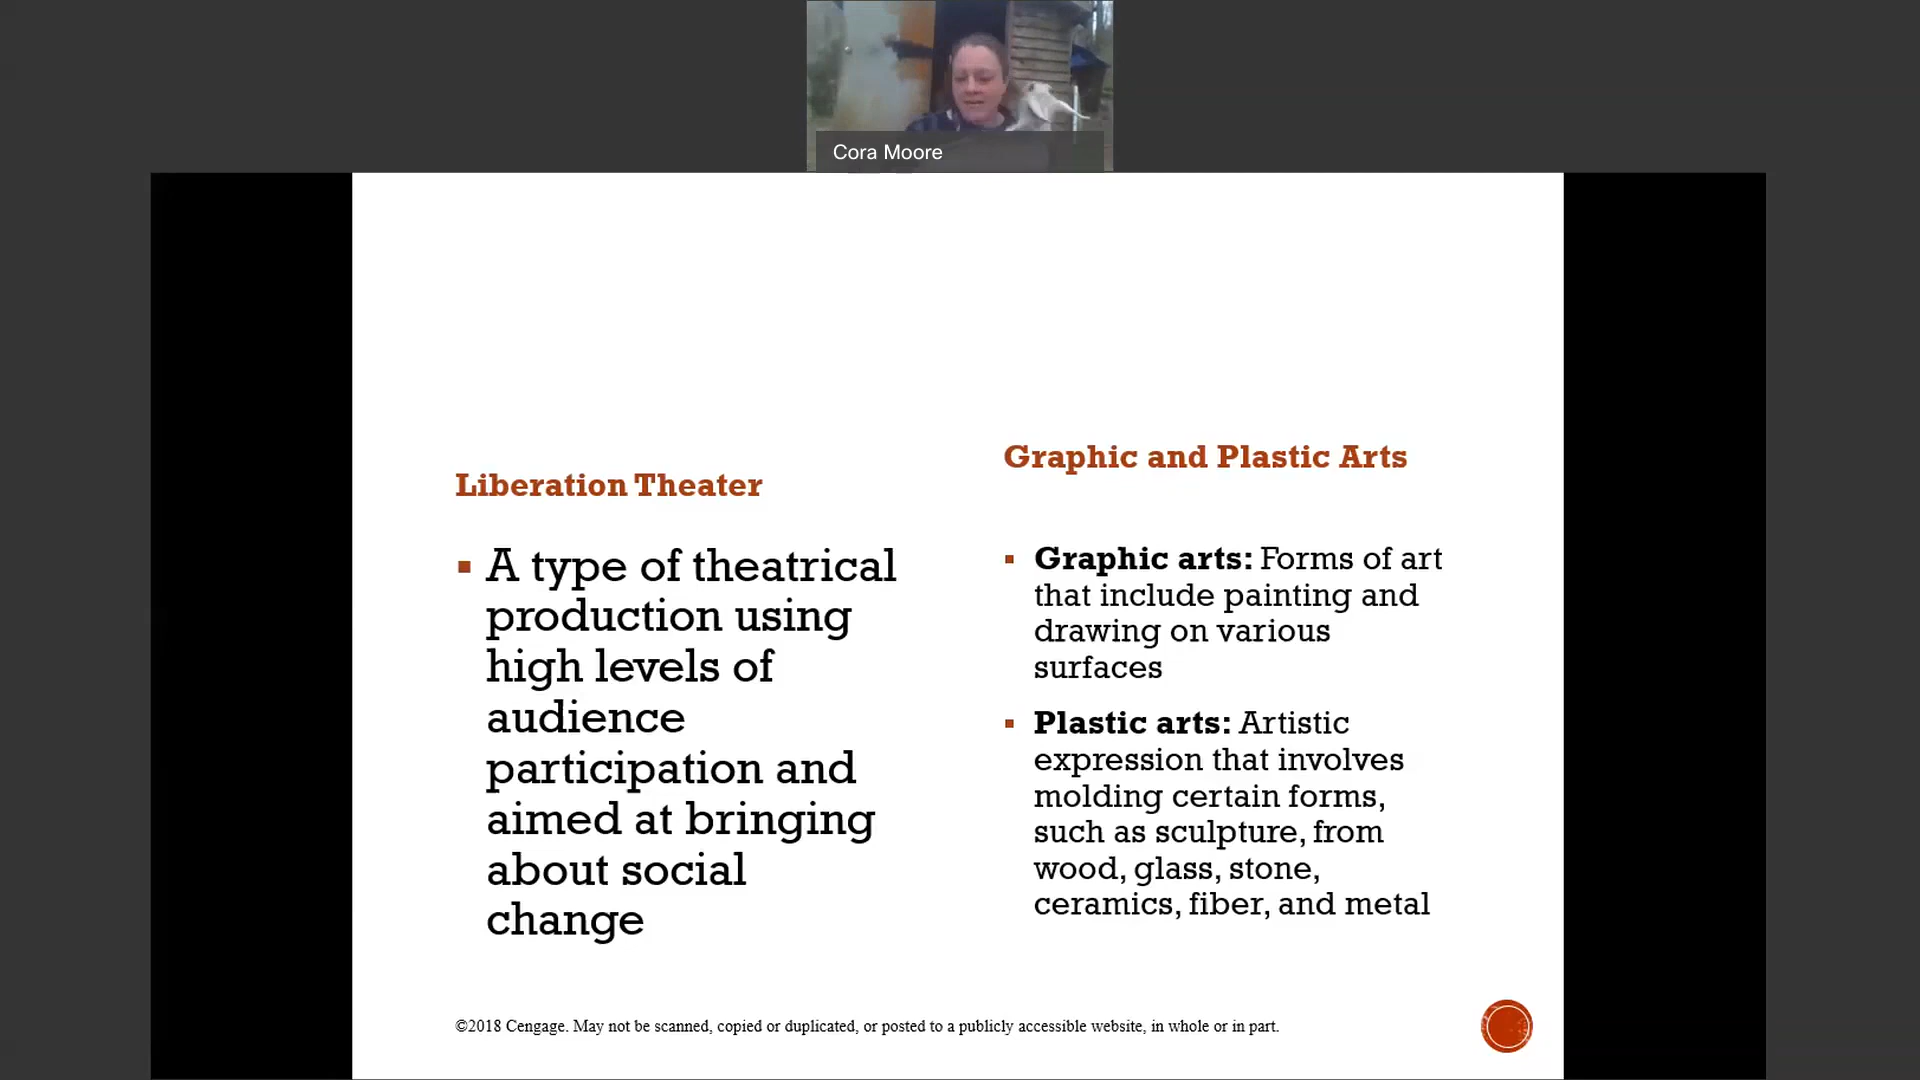 Cora Moore
Liberation Theater
A type of theatrical
production using
high levels of
audience
participation and
aimed at bringing
about social
change
Graphic and Plastic Arts
Graphic arts: Forms of art
that include painting and
drawing on various
surfaces
Plastic arts: Artistic
expression that involves
molding certain forms,
such as sculpture, from
wood, glass, stone,
ceramics, fiber, and metal
©2018 Cengage. May not be scanned, copied or duplicated, or posted to a publicly accessible website, in whole or in part.